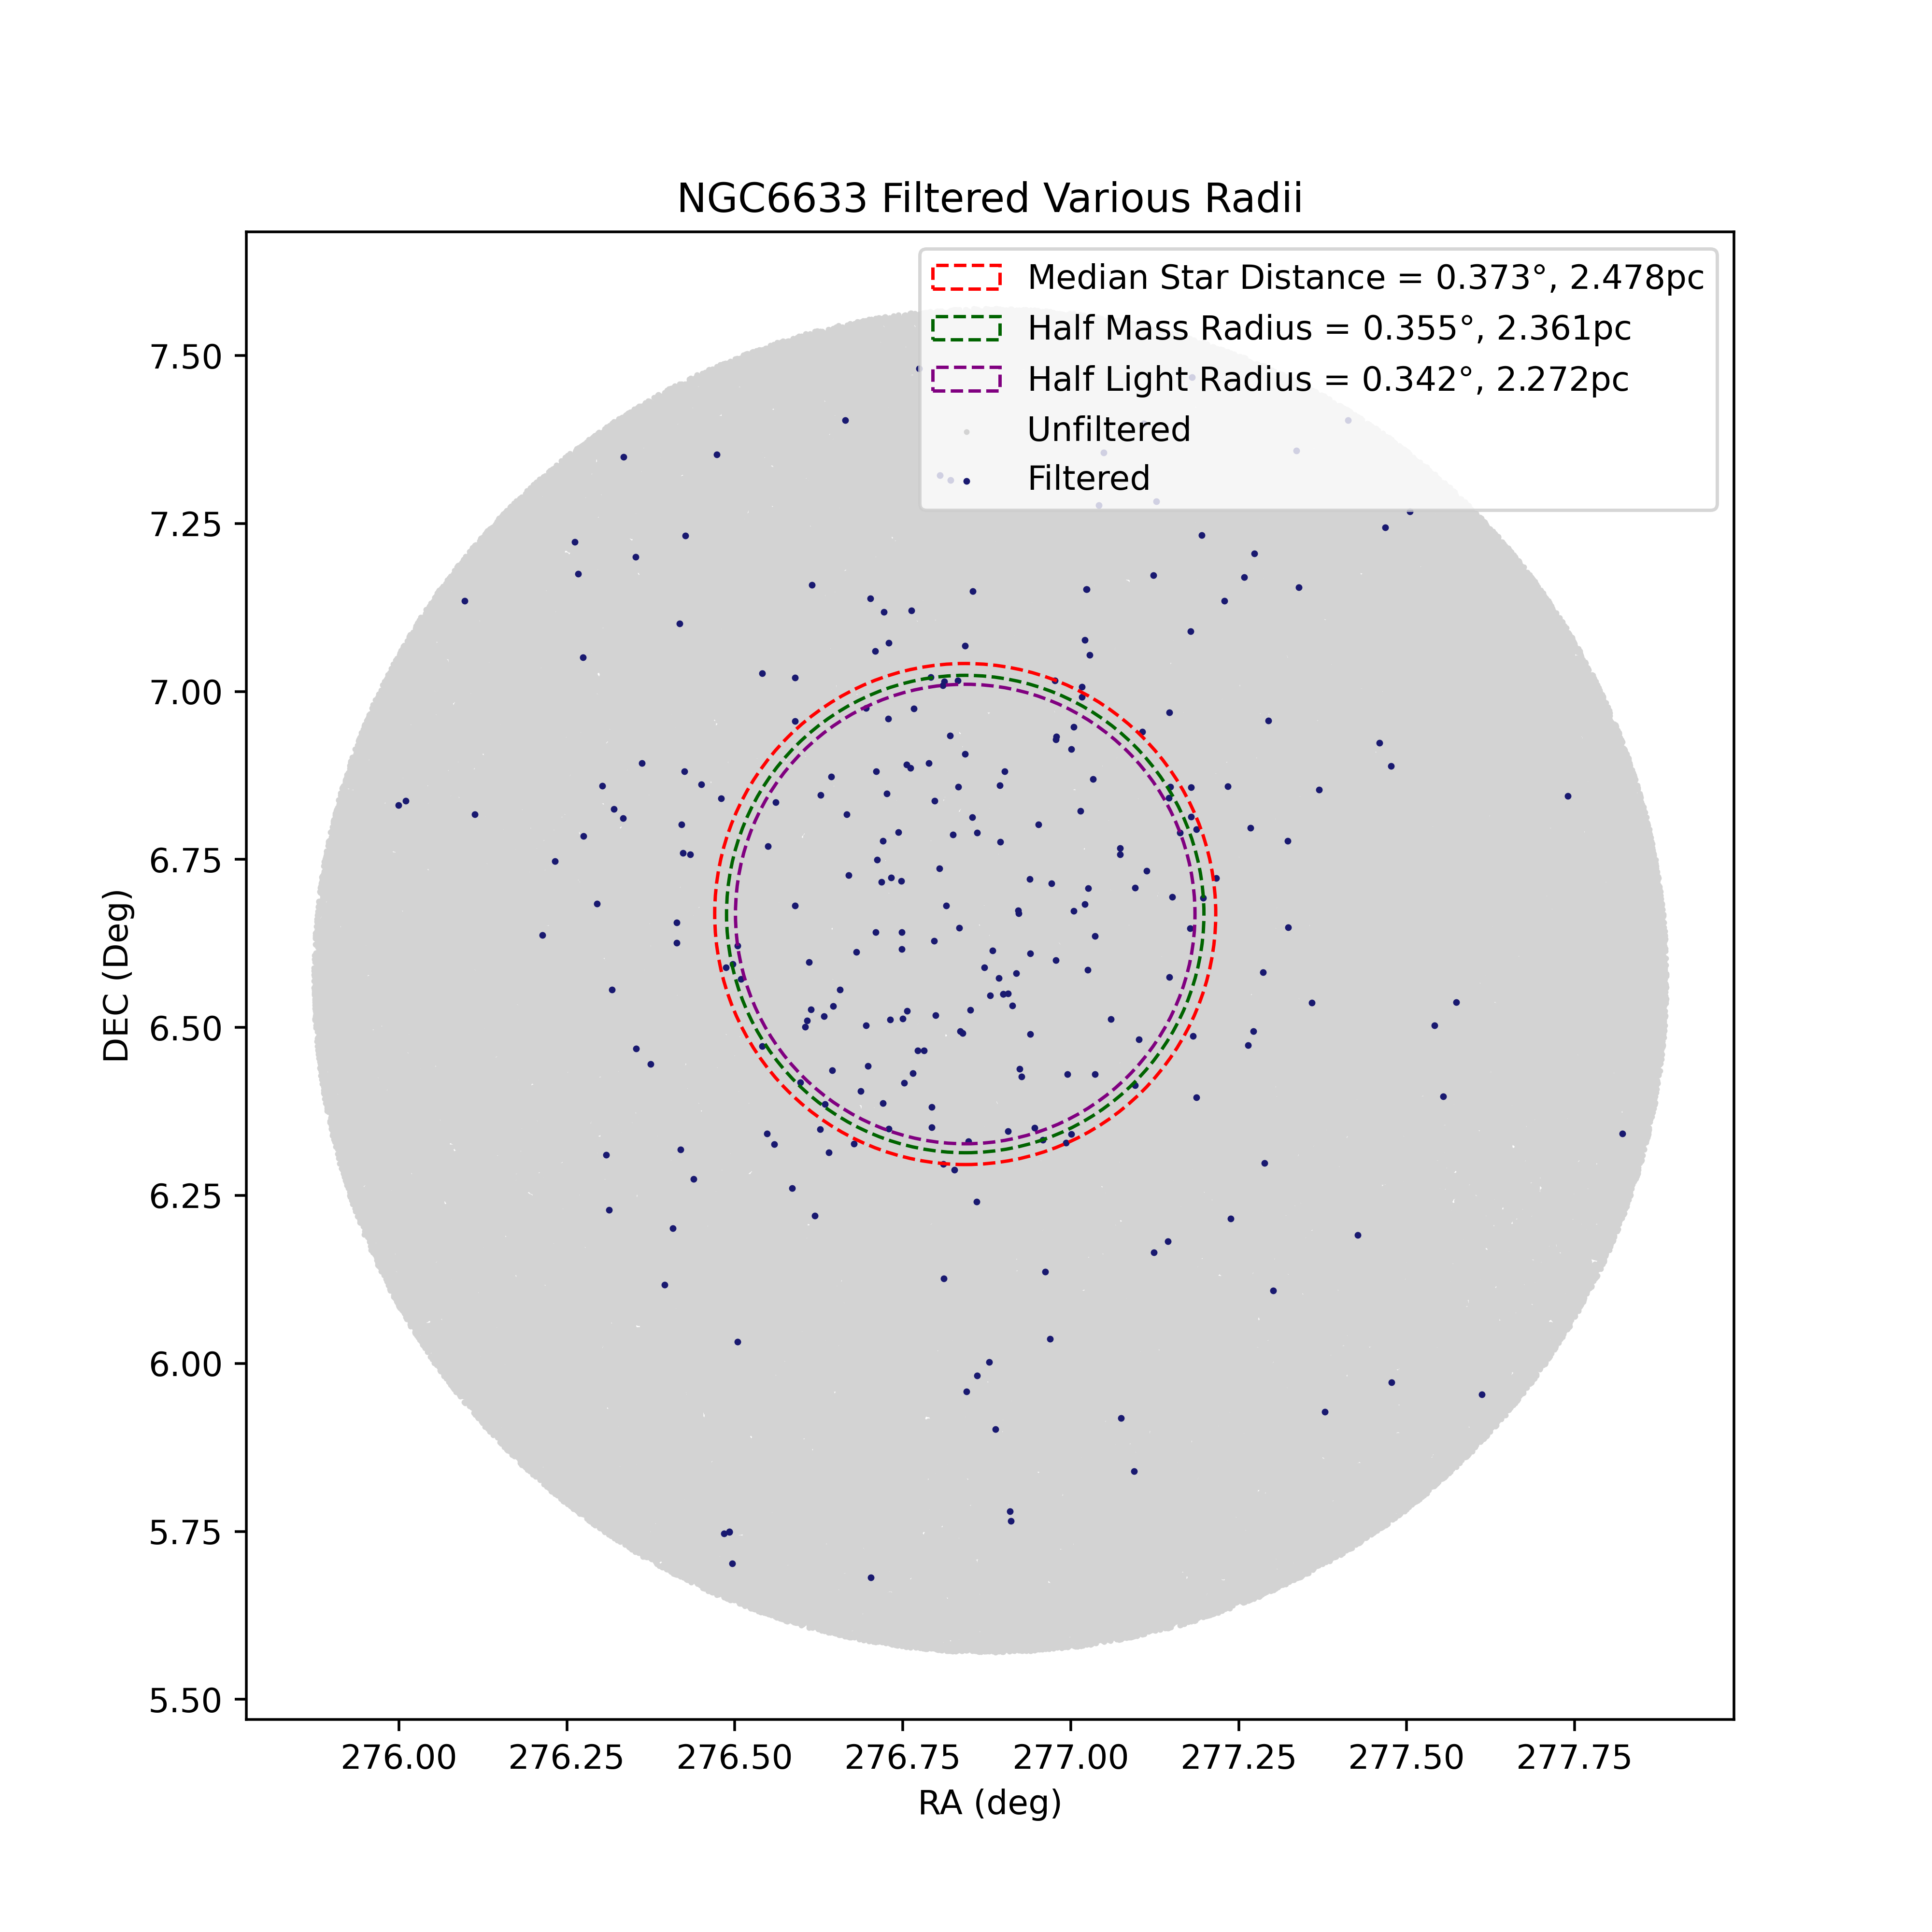 NGC6633 Filtered Various Radii
Median Star Distance = 0.373°, 2.478pc
Half Mass Radius = 0.355°, 2.361pc
Half Light Radius = 0.342°, 2.272pc
Unfiltered
Filtered
7.50
7.25
7.00
6.75
6.50
6.25
6.00
5.75
5.50
DEC (Deg)
276.00 276.25 276.50 276.75 277.00 277.25 277.50 277.75
RA (deg)